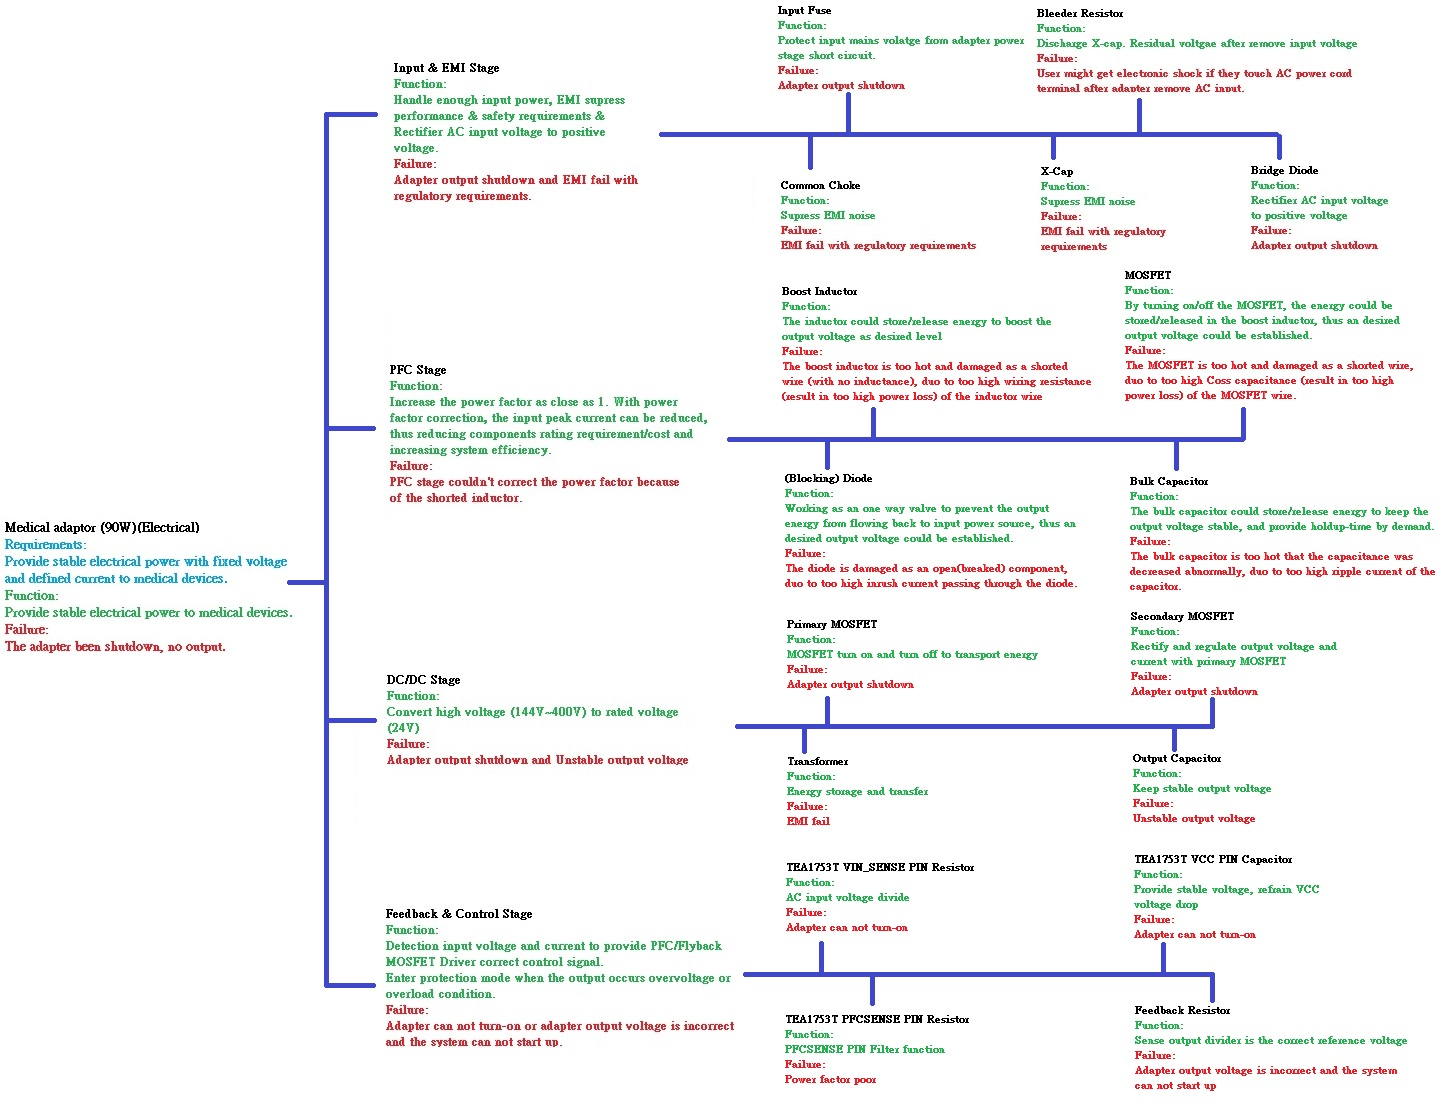 Medical adaptor (90W)(Electrical)
Requirements:
Provide stable electrical power with fixed voltage
and defined current to medical devices.
Function:
Provide stable electrical power to medical devices.
Failure:
The adapter been shutdown, no output.
Input & EMI Stage
Function:
Handle enough input power, EMI supress
performance & safety requirements &
Rectifier AC input voltage to positive
voltage.
Failure:
Adapter output shutdown and EMI fail with
regulatory requirements.
Input Fuse
Function:
Protect input mains volatge from adapter power
stage short circuit.
Failure:
Adapter output shutdown
Bleeder Resistor
Function:
Discharge X-cap. Residual voltgae after remove input voltage
Failure:
User might get electronic shock if they touch AC power cord
terminal after adapter remove AC input.
Common Choke
Function:
Supress EMI noise
Failure:
EMI fail with regulatory requirements
X-Cap
Function:
Supress EMI noise
Failure:
EMI fail with regulatory
requirements
Bridge Diode
Function:
Rectifier AC input voltage
to positive voltage
Failure:
Adapter output shutdown
PFC Stage
Function:
Increase the power factor as close as 1. With power
factor correction, the input peak current can be reduced,
thus reducing components rating requirement/cost and
increasing system efficiency.
Failure:
PFC stage couldn't correct the power factor because
of the shorted inductor.
Boost Inductor
Function:
The inductor could store/release energy to boost the
output voltage as desired level
Failure:
The boost inductor is too hot and damaged as a shorted
wire (with no inductance), duo to too high wiring resistance
(result in too high power loss) of the inductor wire
MOSFET
Function:
By turning on/off the MOSFET, the energy could be
stored/released in the boost inductor, thus an desired
output voltage could be established.
Failure:
The MOSFET is too hot and damaged as a shorted wire,
duo to too high Coss capacitance (result in too high
power loss) of the MOSFET wire.
(Blocking) Diode
Function:
Working as an one way valve to prevent the output
energy from flowing back to input power source, thus an
desired output voltage could be established.
Failure:
The diode is damaged as an open(breaked) component,
duo to too high inrush current passing through the diode.
Bulk Capacitor
Function:
The bulk capacitor could store/release energy to keep the
output voltage stable, and provide holdup-time by demand.
Failure:
The bulk capacitor is too hot that the capacitance was
decreased abnormally, duo to too high ripple current of the
capacitor.
DC/DC Stage
Function:
Convert high voltage (144V~400V) to rated voltage
(24V)
Failure:
Adapter output shutdown and Unstable output voltage
Primary MOSFET
Function:
MOSFET turn on and turn off to transport energy
Failure:
Adapter output shutdown
Secondary MOSFET
Function:
Rectify and regulate output voltage and
current with primary MOSFET
Failure:
Adapter output shutdown
Transformer
Function:
Energy storage and transfer
Failure:
EMI fail
Output Capacitor
Function:
Keep stable output voltage
Failure:
Unstable output voltage
Feedback & Control Stage
Function:
Detection input voltage and current to provide PFC/Flyback
MOSFET Driver correct control signal.
Enter protection mode when the output occurs overvoltage or
overload condition.
Failure:
Adapter can not turn-on or adapter output voltage is incorrect
and the system can not start up.
TEA1753T VIN_SENSE PIN Resistor
Function:
AC input voltage divide
Failure:
Adapter can not turn-on
TEA1753T VCC PIN Capacitor
Function:
Provide stable voltage, refrain VCC
voltage drop
Failure:
Adapter can not turn-on
TEA1753T PFCSENSE PIN Resistor
Function:
PFCSENSE PIN Filter function
Failure:
Power factor poor
Feedback Resistor
Function:
Sense output divider is the correct reference voltage
Failure:
Adapter output voltage is incorrect and the system
can not start up